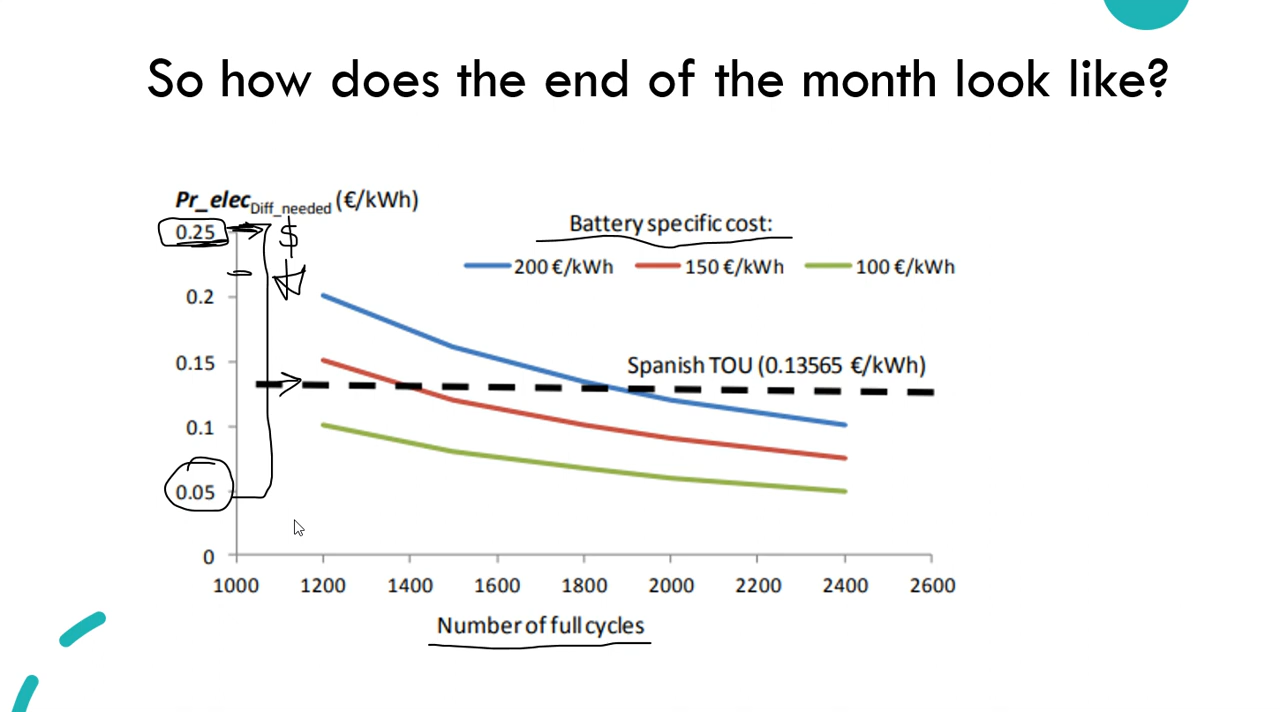 So how does the end of the month look like?
Pr_elec Diff_needed (€/kWh)
Battery specific cost:
200 €/kWh 150 €/kWh 100 €/kWh
0.25
$
0.2
0.15
Spanish TOU (0.13565 €/kWh)
0.1
0.05
0
1000 1200 1400 1600 1800 2000 2200 2400 2600
Number of full cycles